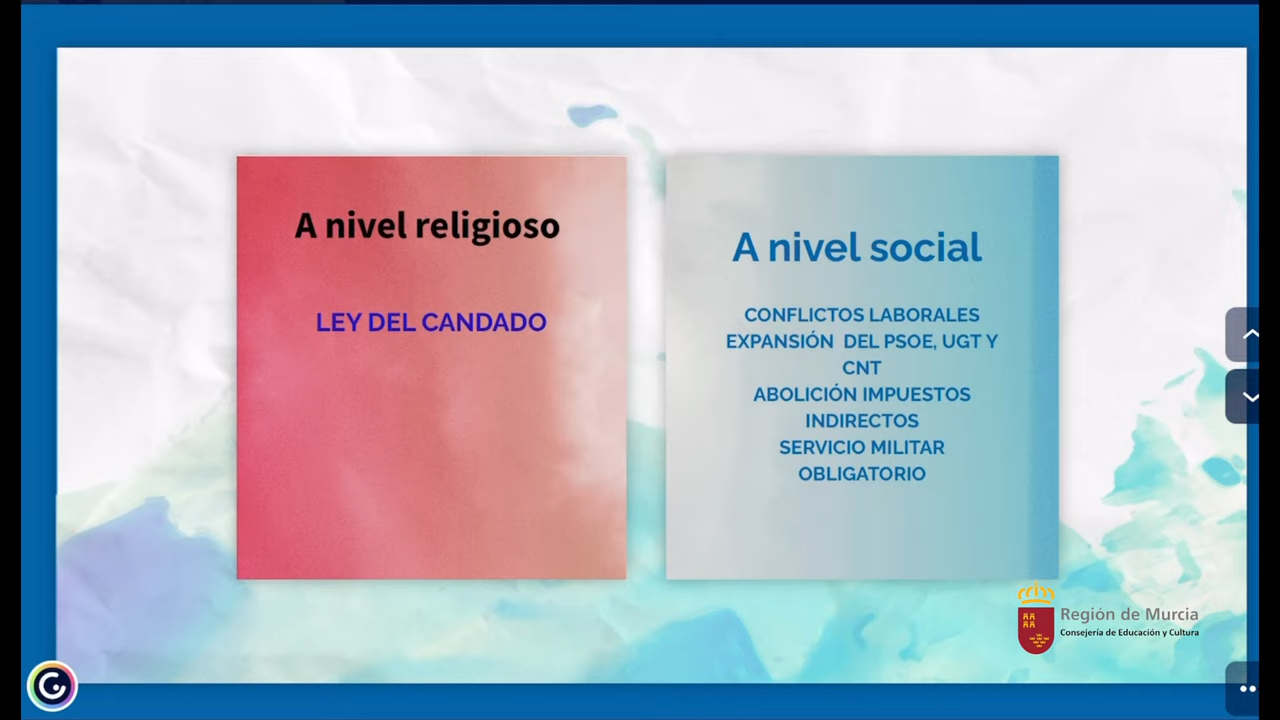 A nivel religioso
LEY DEL CANDADO
A nivel social
CONFLICTOS LABORALES
EXPANSIÓN DEL PSOE, UGT Y
CNT
ABOLICIÓN IMPUESTOS
INDIRECTOS
SERVICIO MILITAR
OBLIGATORIO
Región de Murcia
Consejería de Educación y Cultura